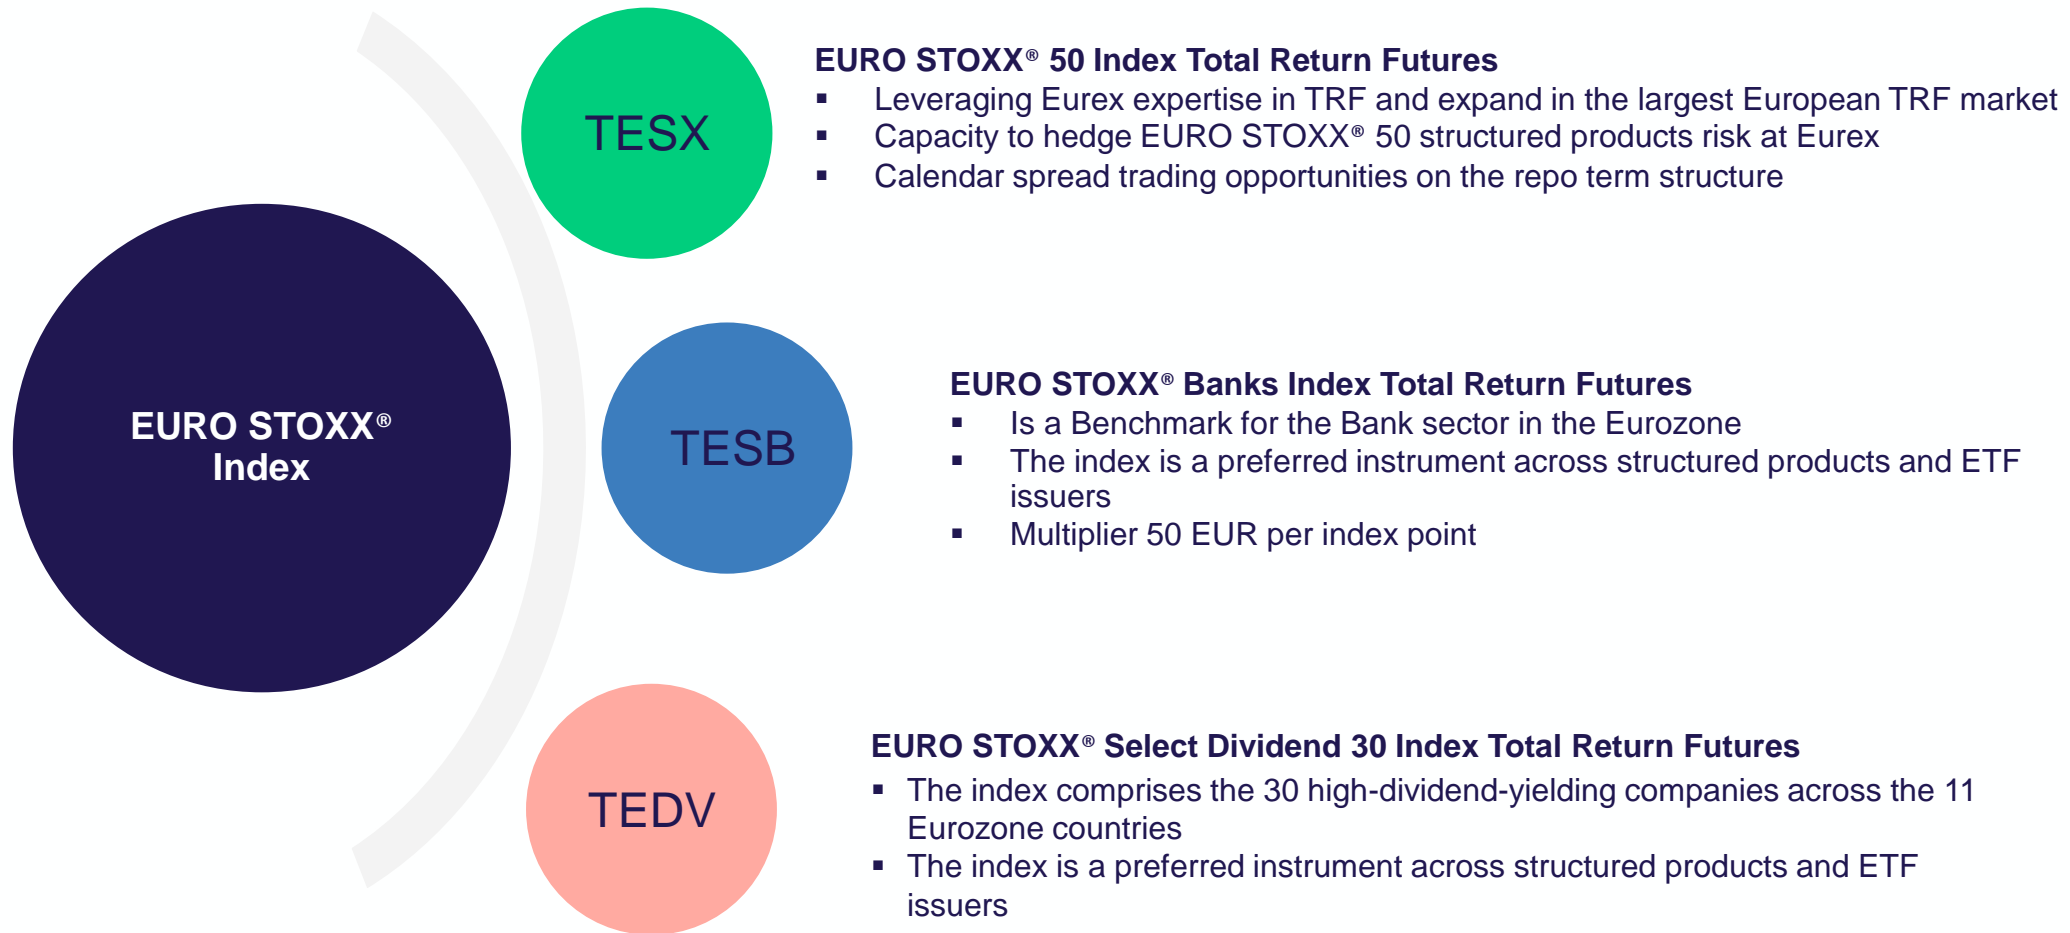 EURO STOXX®
Index
TESX
EURO STOXX® 50 Index Total Return Futures
▪ Leveraging Eurex expertise in TRF and expand in the largest European TRF market
▪ Capacity to hedge EURO STOXX® 50 structured products risk at Eurex
▪ Calendar spread trading opportunities on the repo term structure
TESB
EURO STOXX® Banks Index Total Return Futures
▪ Is a Benchmark for the Bank sector in the Eurozone
▪ The index is a preferred instrument across structured products and ETF
issuers
▪ Multiplier 50 EUR per index point
TEDV
EURO STOXX® Select Dividend 30 Index Total Return Futures
▪ The index comprises the 30 high-dividend-yielding companies across the 11
Eurozone countries
▪ The index is a preferred instrument across structured products and ETF
issuers